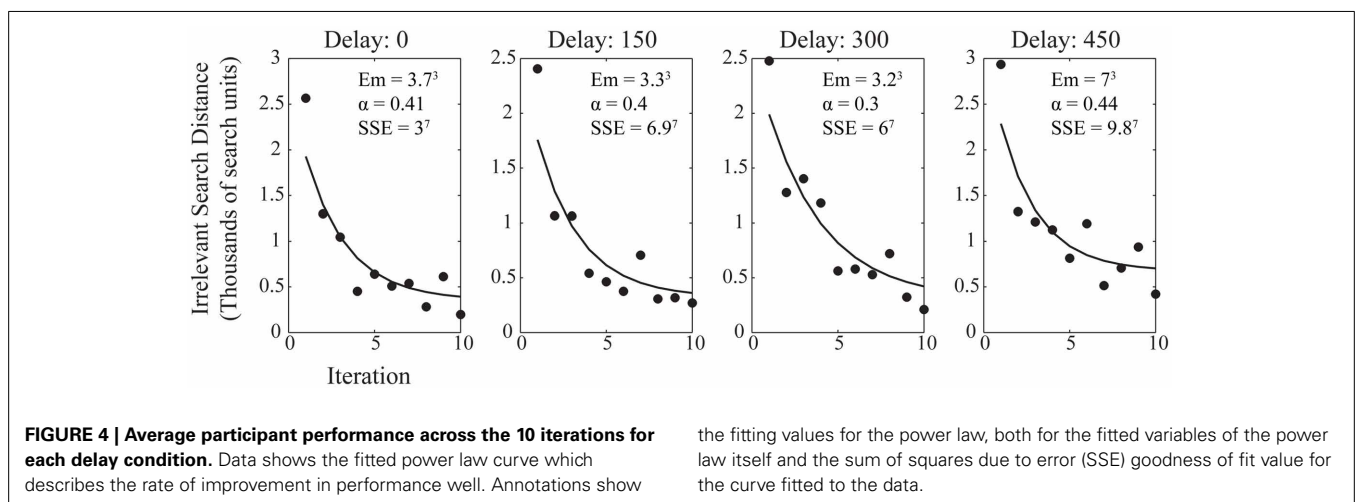 Delay: 0
Em = 3.7³
α = 0.41
SSE = 3⁷
3
2.5
2
1.5
1
0.5
0
0
5
10
Delay: 150
Em = 3.3³
α = 0.4
SSE = 6.9⁷
2.5
2
1.5
1
0.5
0
0
5
10
Delay: 300
Em = 3.2³
α = 0.3
SSE = 6⁷
2.5
2
1.5
1
0.5
0
0
5
10
Delay: 450
Em = 7³
α = 0.44
SSE = 9.8⁷
3
2.5
2
1.5
1
0.5
0
0
5
10
Irrelevant Search Distance
(Thousands of search units)
Iteration
FIGURE 4 | Average participant performance across the 10 iterations for
each delay condition. Data shows the fitted power law curve which
describes the rate of improvement in performance well. Annotations show
the fitting values for the power law, both for the fitted variables of the power
law itself and the sum of squares due to error (SSE) goodness of fit value for
the curve fitted to the data.